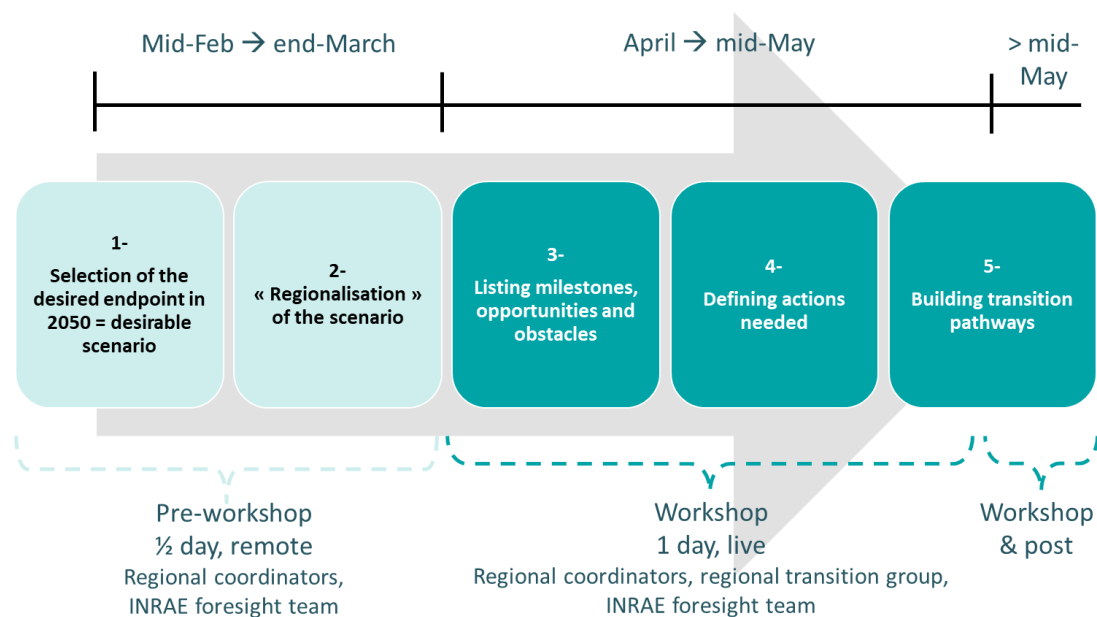 Mid-Feb → end-March
April → mid-May
> mid-
May
1-
Selection of the
desired endpoint in
2050 = desirable
scenario
2-
« Regionalisation »
of the scenario
3-
Listing milestones,
opportunities and
obstacles
4-
Defining actions
needed
5-
Building transition
pathways
Pre-workshop
½ day, remote
Regional coordinators,
INRAE foresight team
Workshop
1 day, live
Regional coordinators, regional transition group,
INRAE foresight team
Workshop
& post